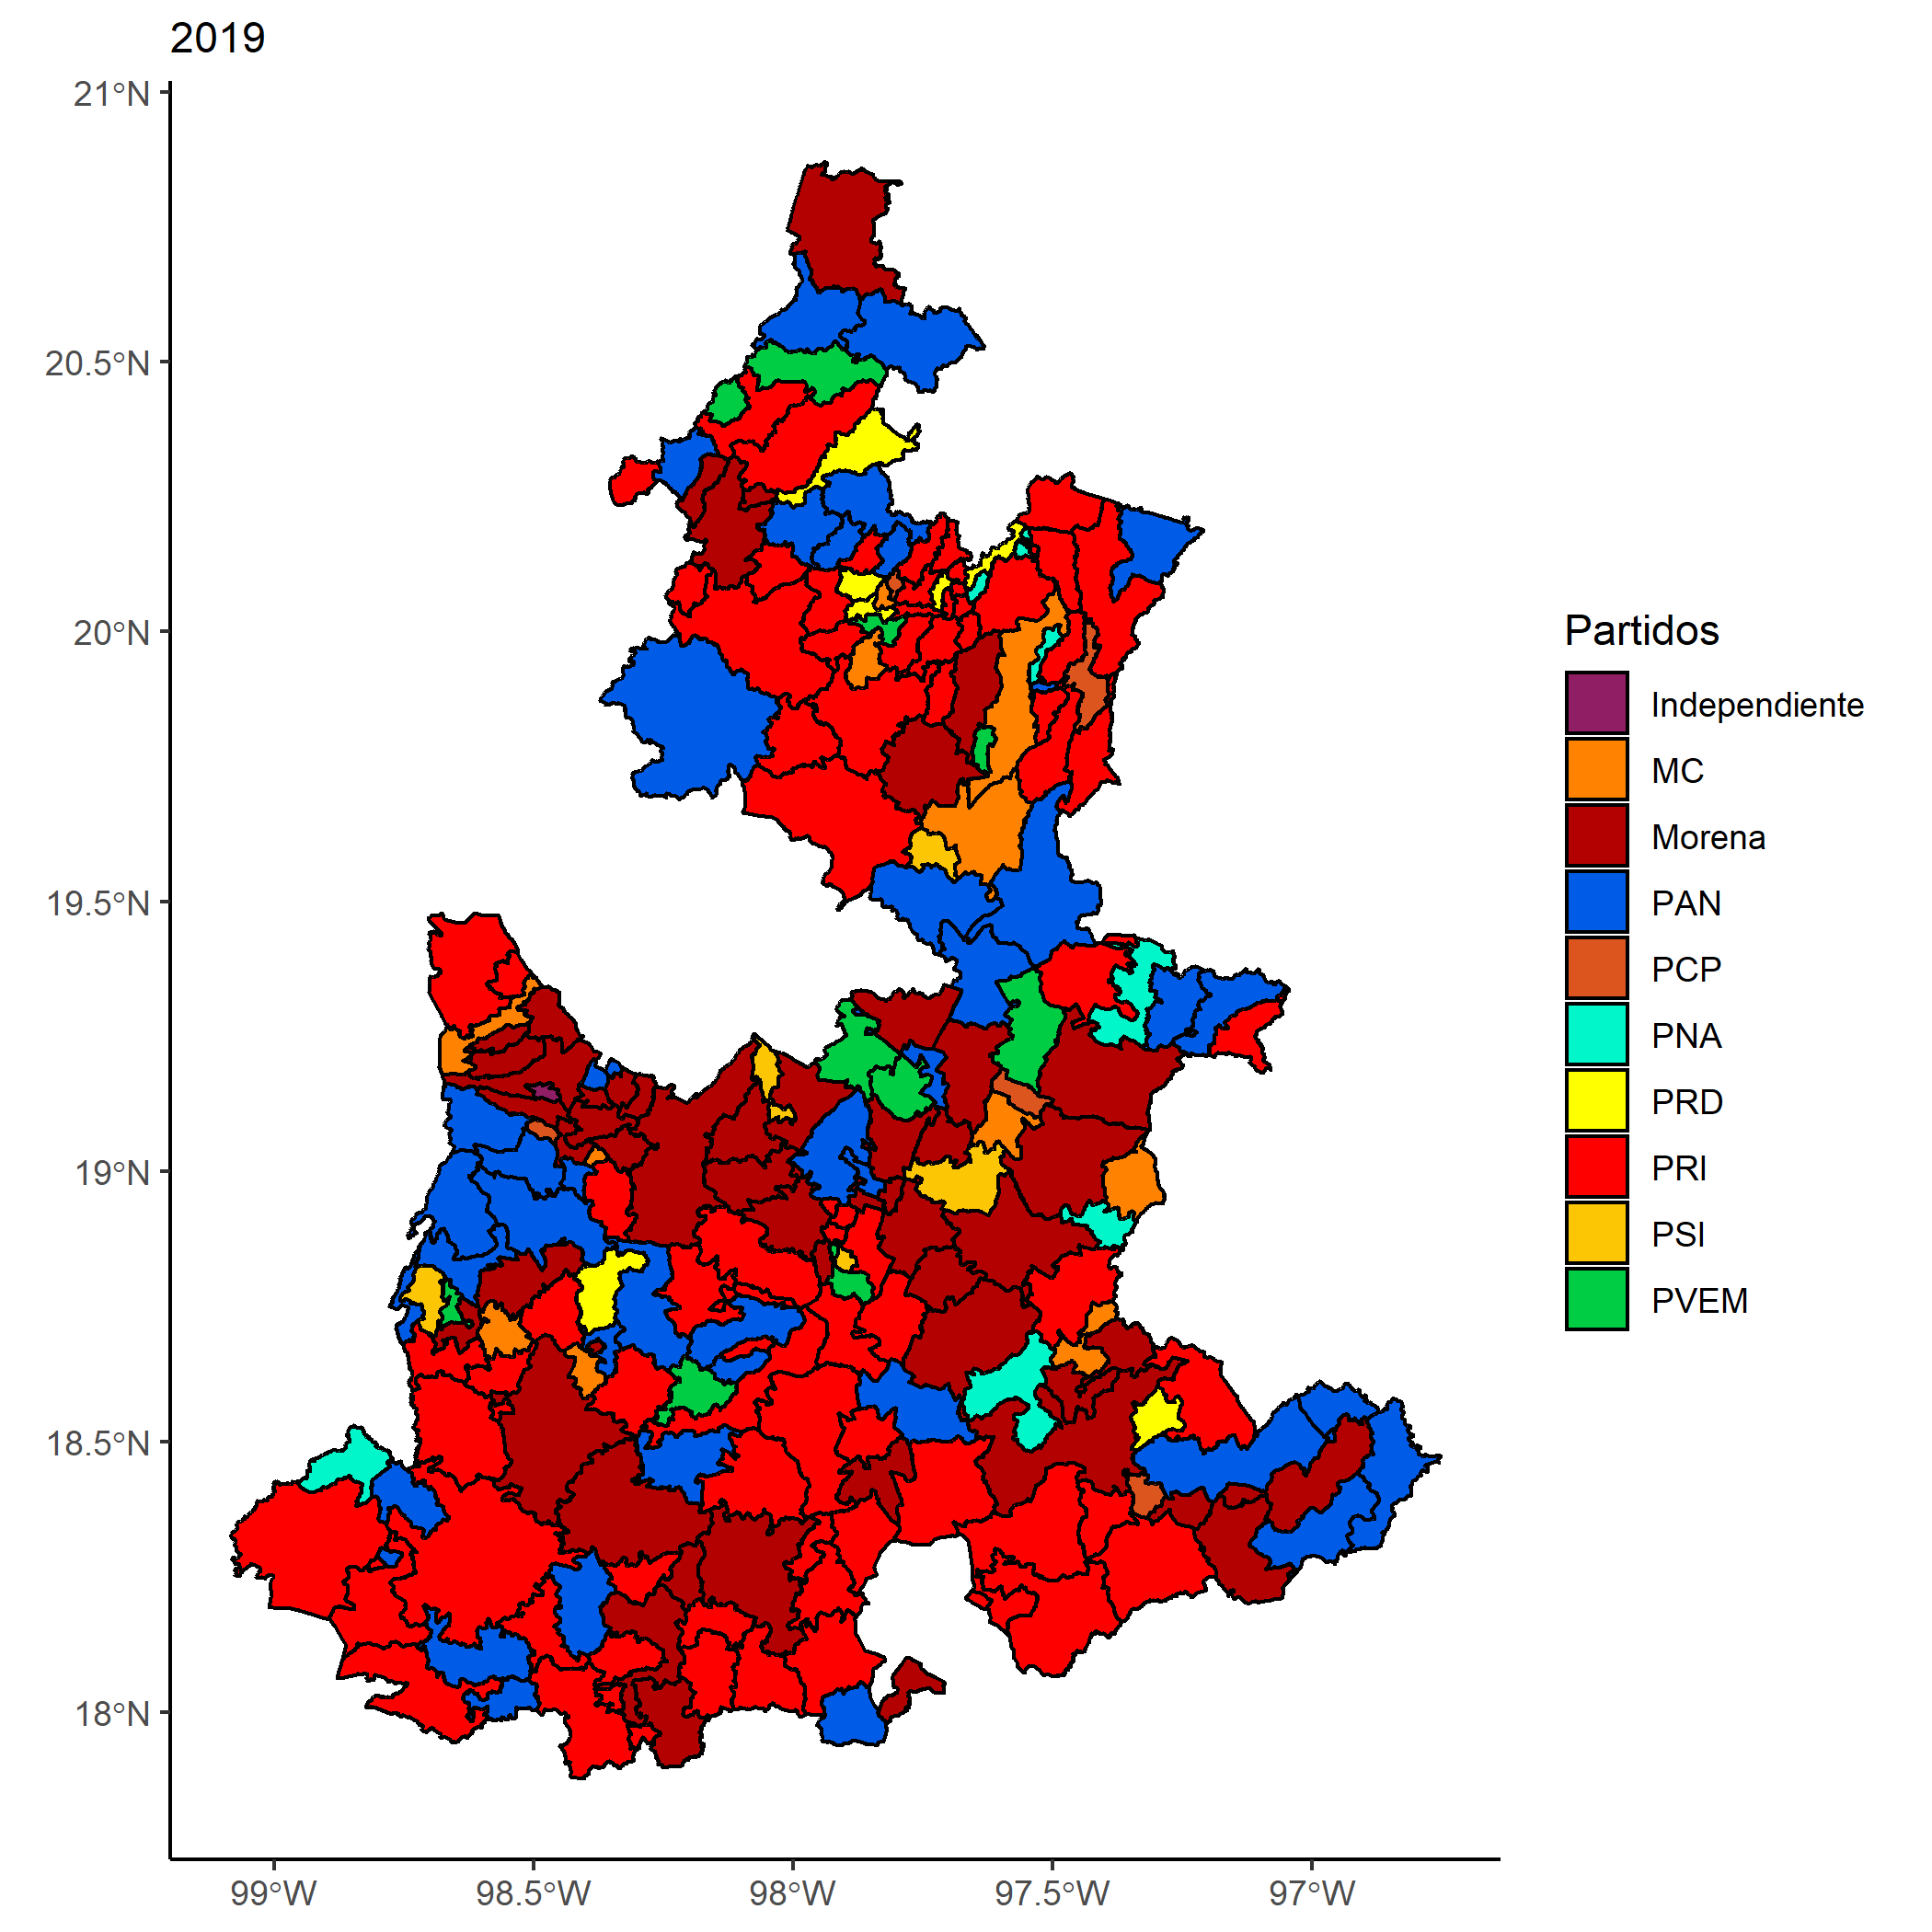 2019
21°N
20.5°N
20°N
19.5°N
19°N
18.5°N
18°N
99°W
98.5°W
98°W
97.5°W
97°W
Partidos
Independiente
MC
Morena
PAN
PCP
PNA
PRD
PRI
PSI
PVEM